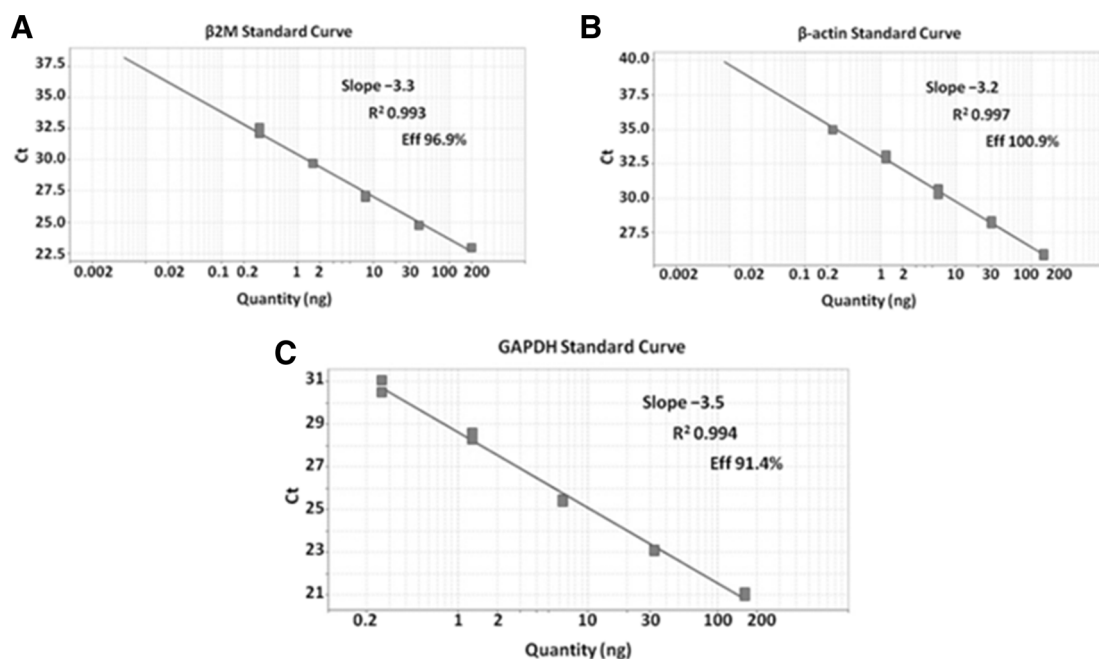 A
β2M Standard Curve
37.5
35.0
32.5
30.0
27.5
25.0
22.5
Ct
Slope −3.3
R² 0.993
Eff 96.9%
0.002 0.02 0.1 0.2 1 2 10 30 100 200
Quantity (ng)
B
β-actin Standard Curve
40.0
37.5
35.0
32.5
30.0
27.5
Ct
Slope −3.2
R² 0.997
Eff 100.9%
0.002 0.02 0.1 0.2 1 2 10 30 100 200
Quantity (ng)
C
GAPDH Standard Curve
31
29
27
25
23
21
Ct
Slope −3.5
R² 0.994
Eff 91.4%
0.2 1 2 10 30 100 200
Quantity (ng)